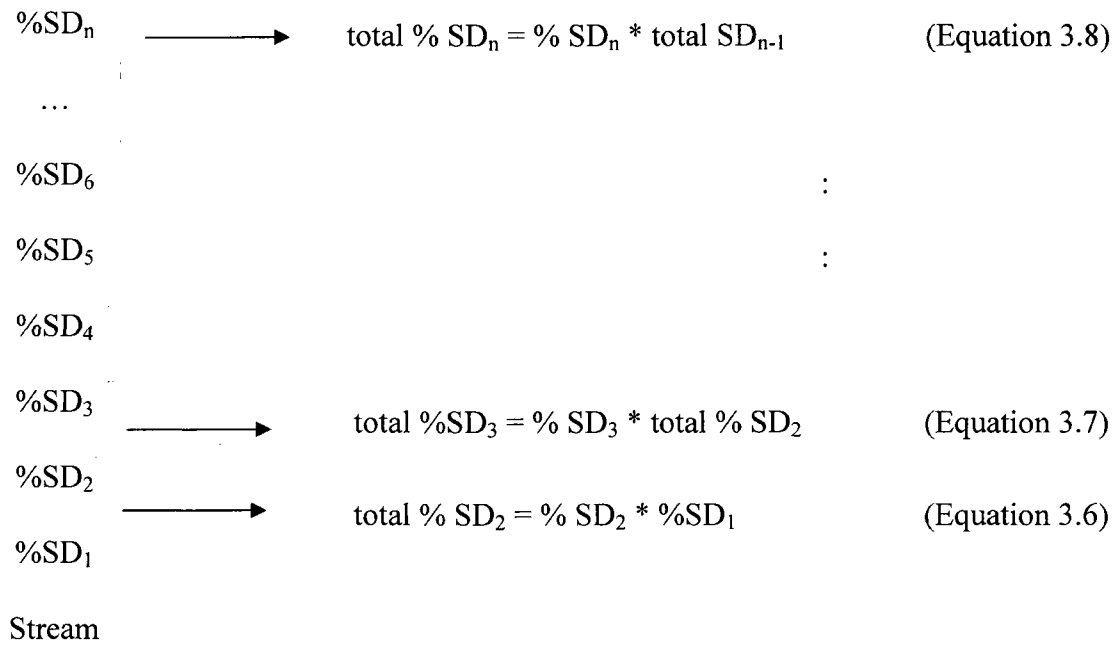 %SDₙ total % SDₙ = % SDₙ * total SDₙ₋₁ (Equation 3.8)
...
%SD₆ :
%SD₅ :
%SD₄
%SD₃ total %SD₃ = % SD₃ * total % SD₂ (Equation 3.7)
%SD₂
total % SD₂ = % SD₂ * %SD₁ (Equation 3.6)
%SD₁
Stream